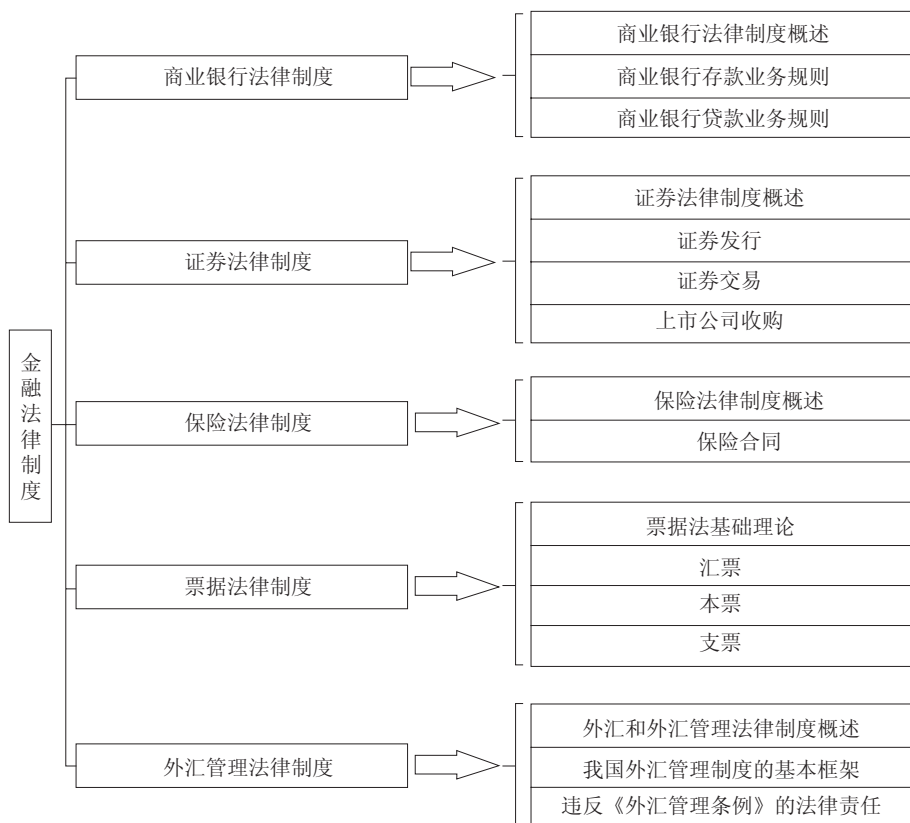 金融法律制度
商业银行法律制度
商业银行法律制度概述
商业银行存款业务规则
商业银行贷款业务规则
证券法律制度
证券法律制度概述
证券发行
证券交易
上市公司收购
保险法律制度
保险法律制度概述
保险合同
票据法律制度
票据法基础理论
汇票
本票
支票
外汇管理法律制度
外汇和外汇管理法律制度概述
我国外汇管理制度的基本框架
违反《外汇管理条例》的法律责任